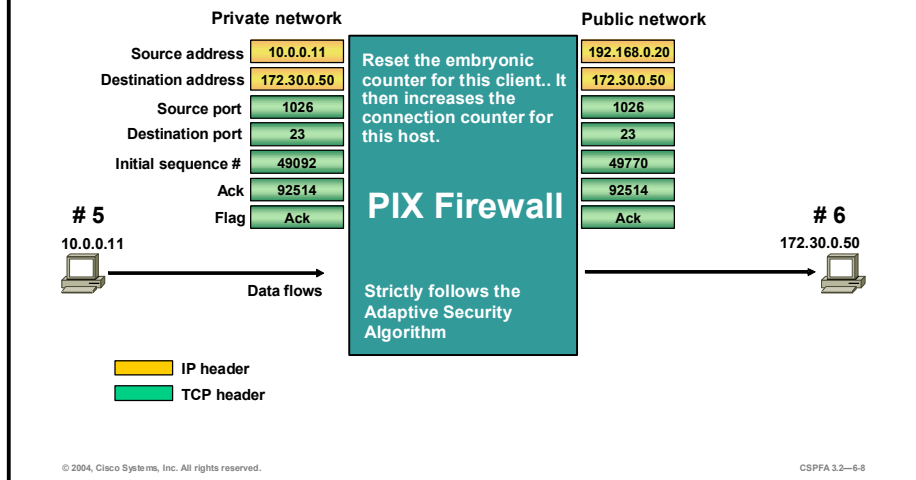 Private network
Public network
Source address 10.0.0.11 192.168.0.20
Destination address 172.30.0.50 172.30.0.50
Source port 1026 1026
Destination port 23 23
Initial sequence # 49092 49770
Ack 92514 92514
Flag Ack Ack
Reset the embryonic
counter for this client.. It
then increases the
connection counter for
this host.
PIX Firewall
# 5
10.0.0.11
# 6
172.30.0.50
Data flows
Strictly follows the
Adaptive Security
Algorithm
IP header
TCP header
© 2004, Cisco Systems, Inc. All rights reserved.
CSPFA 3.2—6-8